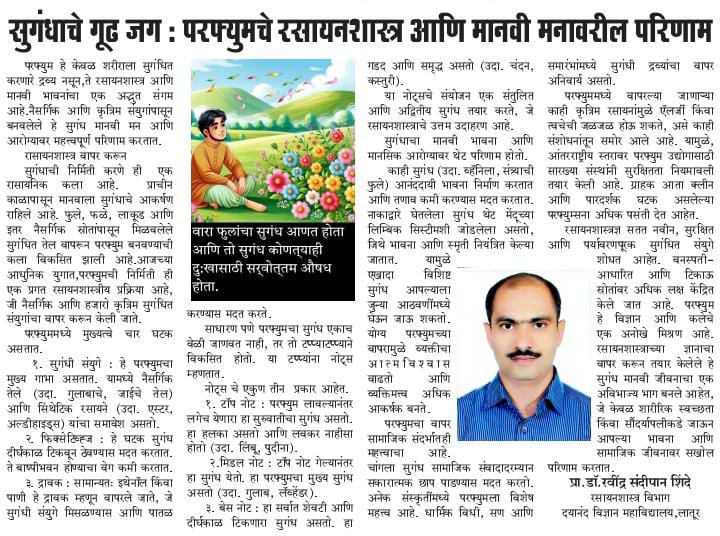 सुगंधाचे गूढ जग : परफ्युमचे रसायनशास्त्र आणि मानवी मनावरील परिणाम
परफ्युम हे केवळ शरीराला सुगंधित
करणारे द्रव्य नसून,ते रसायनशास्त्र आणि
मानवी भावनांचा एक अद्भुत संगम
आहे.नैसर्गिक आणि कृत्रिम संयुगांपासून
बनवलेले हे सुगंध मानवी मन आणि
आरोग्यावर महत्त्वपूर्ण परिणाम करतात.
रासायनशास्त्र वापर करून
सुगंधाची निर्मिती करणे ही एक
रासायनिक कला आहे. प्राचीन
काळापासून मानवाला सुगंधाचे आकर्षण
राहिले आहे. फुले, फळे, लाकूड आणि
इतर नैसर्गिक स्रोतांपासून मिळवलेले
सुगंधित तेल वापरून परफ्युम बनवण्याची
कला विकसित झाली आहे.आजच्या
आधुनिक युगात,परफ्युमची निर्मिती ही
एक प्रगत रसायनशास्त्रीय प्रक्रिया आहे,
जी नैसर्गिक आणि हजारो कृत्रिम सुगंधित
संयुगांचा वापर करून केली जाते.
परफ्युममध्ये मुख्यत्वे चार घटक
असतात.
१. सुगंधी संयुगे : हे परफ्युमचा
मुख्य गाभा असतात. यामध्ये नैसर्गिक
तेले (उदा. गुलाबाचे, जाईचे तेल)
आणि सिंथेटिक रसायने (उदा. एस्टर,
अल्डीहाइड्स) यांचा समावेश असतो.
२. फिक्सेटिव्हज : हे घटक सुगंध
दीर्घकाळ टिकवून ठेवण्यास मदत करतात.
ते बाष्पीभवन होण्याचा वेग कमी करतात.
३. द्रावक : सामान्यतः इथेनॉल किंवा
पाणी हे द्रावक म्हणून वापरले जाते, जे
सुगंधी संयुगे मिसळण्यास आणि पातळ
वारा फुलांचा सुगंध आणत होता
आणि तो सुगंध कोणत्याही
दुःखासाठी सर्वोत्तम औषध
होता.
करण्यास मदत करते.
साधारण पणे परफ्युमचा सुगंध एकाच
वेळी जाणवत नाही, तर तो टप्प्याटप्प्याने
विकसित होतो. या टप्प्यांना नोट्स
म्हणतात.
नोट्स चे एकुण तीन प्रकार आहेत.
१. टॉप नोट : परफ्युम लावल्यानंतर
लगेच येणारा हा सुरुवातीचा सुगंध असतो.
हा हलका असतो आणि लवकर नाहीसा
होतो (उदा. लिंबू, पुदीना).
२.मिडल नोट : टॉप नोट गेल्यानंतर
हा सुगंध येतो. हा परफ्युमचा मुख्य सुगंध
असतो (उदा. गुलाब, लॅव्हेंडर).
३. बेस नोट : हा सर्वात शेवटी आणि
दीर्घकाळ टिकणारा सुगंध असतो. हा
गडद आणि समृद्ध असतो (उदा. चंदन,
कस्तुरी).
या नोट्सचे संयोजन एक संतुलित
आणि अद्वितीय सुगंध तयार करते, जे
रसायनशास्त्राचे उत्तम उदाहरण आहे.
सुगंधाचा मानवी भावना आणि
मानसिक आरोग्यावर थेट परिणाम होतो.
काही सुगंध (उदा. व्हॅनिला, संत्र्याची
फुले) आनंददायी भावना निर्माण करतात
आणि तणाव कमी करण्यास मदत करतात.
नाकाद्वारे घेतलेला सुगंध थेट मेंदूच्या
लिम्बिक सिस्टीमशी जोडलेला असतो,
जिथे भावना आणि स्मृती नियंत्रित केल्या
जातात. यामुळे
एखादा विशिष्ट
सुगंध आपल्याला
जुन्या आठवणींमध्ये
घेऊन जाऊ शकतो.
योग्य परफ्युमच्या
वापरामुळे व्यक्तीचा
आत्मविश्वास
वाढतो आणि
व्यक्तिमत्त्व अधिक
आकर्षक बनते.
परफ्युमचा वापर
सामाजिक संदर्भातही
महत्त्वाचा आहे.
चांगला सुगंध सामाजिक संवादादरम्यान
सकारात्मक छाप पाडण्यास मदत करतो.
अनेक संस्कृतींमध्ये परफ्युमला विशेष
महत्त्व आहे. धार्मिक विधी, सण आणि
समारंभांमध्ये सुगंधी द्रव्यांचा वापर
अनिवार्य असतो.
परफ्युममध्ये वापरल्या जाणाऱ्या
काही कृत्रिम रसायनांमुळे ऍलर्जी किंवा
त्वचेची जळजळ होऊ शकते, असे काही
संशोधनांतून समोर आले आहे. यामुळे,
आंतरराष्ट्रीय स्तरावर परफ्युम उद्योगासाठी
सारख्या संस्थांनी सुरक्षितता नियमावली
तयार केली आहे. ग्राहक आता क्लीन
आणि पारदर्शक घटक असलेल्या
परफ्युम्सना अधिक पसंती देत आहेत.
रसायनशास्त्रज्ञ सतत नवीन, सुरक्षित
आणि पर्यावरणपूरक सुगंधित संयुगे
शोधत आहेत. वनस्पती-
आधारित आणि टिकाऊ
स्रोतांवर अधिक लक्ष केंद्रित
केले जात आहे. परफ्युम
हे विज्ञान आणि कलेचे
एक अनोखे मिश्रण आहे.
रसायनशास्त्राच्या ज्ञानाचा
वापर करून तयार केलेले हे
सुगंध मानवी जीवनाचा एक
अविभाज्य भाग बनले आहेत,
जे केवळ शारीरिक स्वच्छता
किंवा सौंदर्यापलीकडे जाऊन
आपल्या भावना आणि
सामाजिक जीवनावर सखोल
परिणाम करतात.
प्रा.डॉ.रवींद्र संदीपान शिंदे
रसायनशास्त्र विभाग
दयानंद विज्ञान महाविद्यालय,लातूर